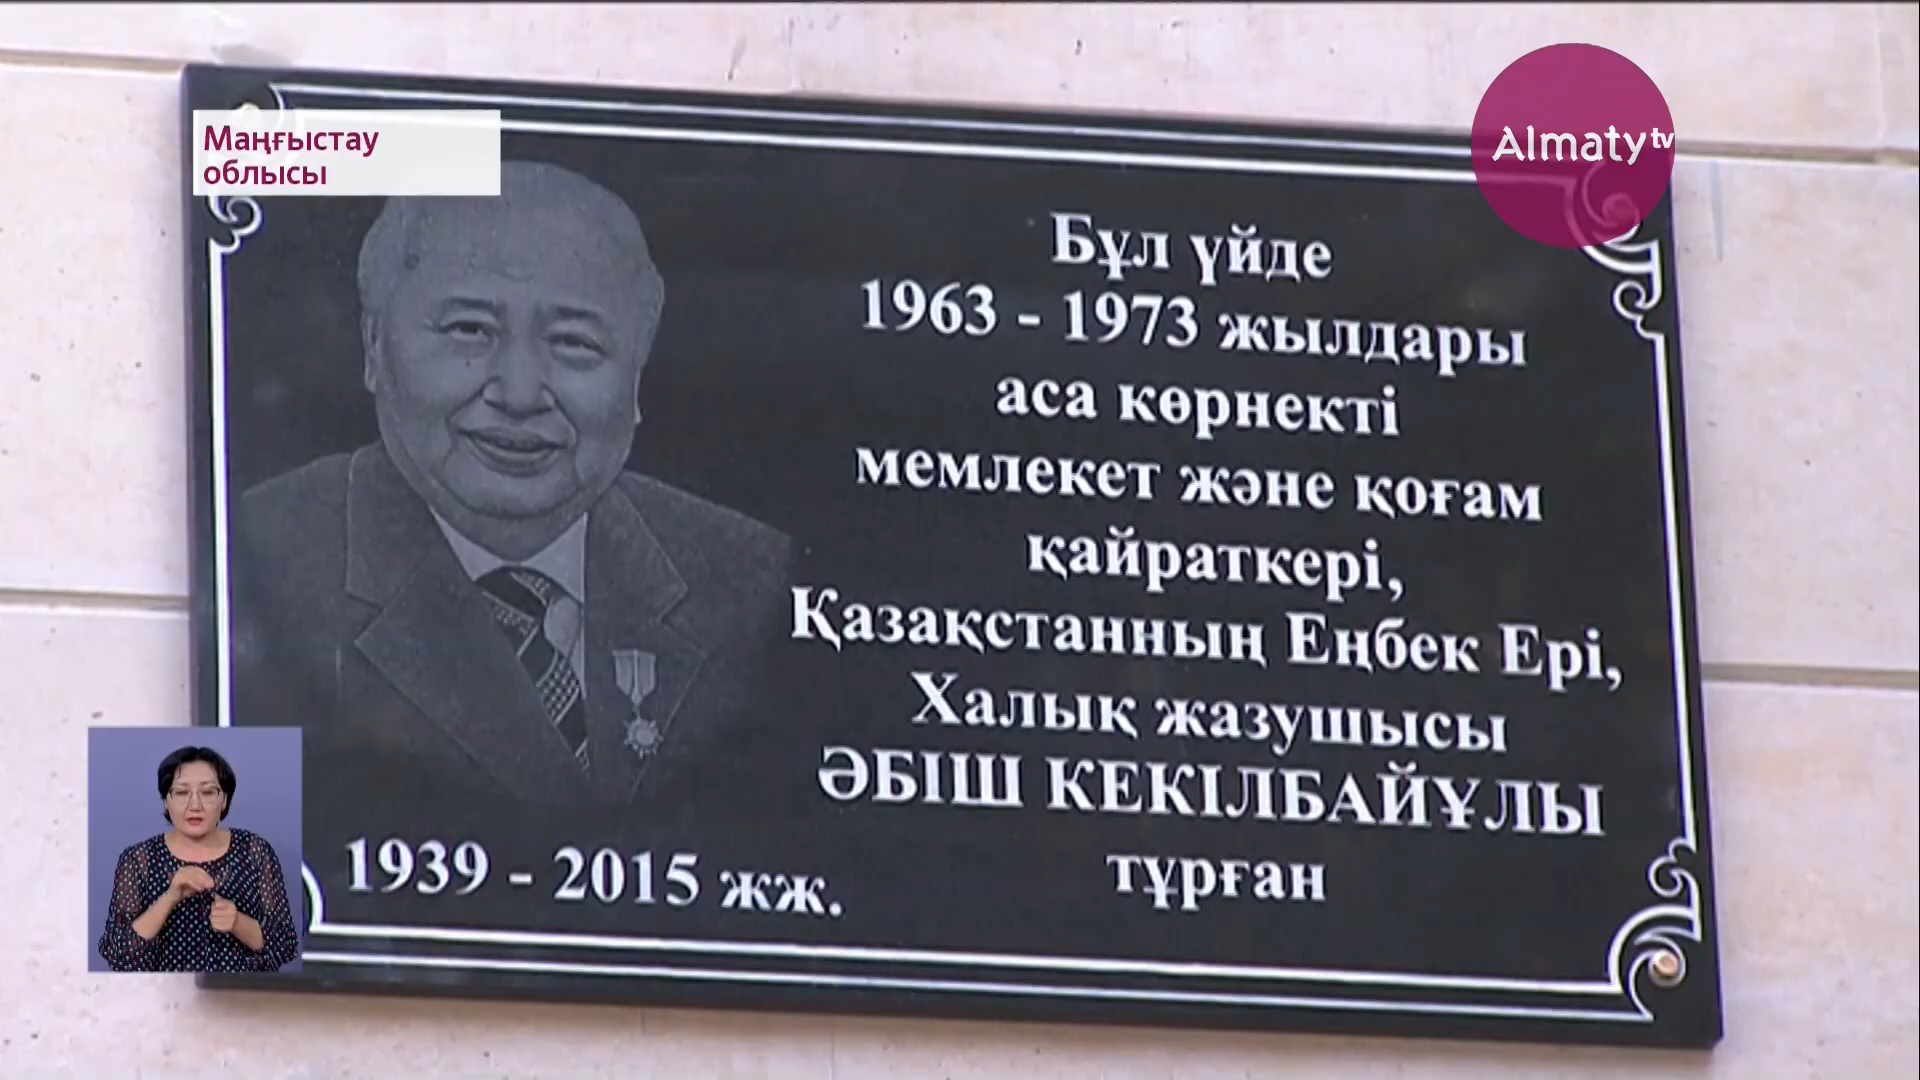 Маңғыстау
облысы
Almaty tv
Бұл үйде
1963 - 1973 жылдары
аса көрнекті
мемлекет және қоғам
қайраткері,
Қазақстанның Еңбек Ері,
Халық жазушысы
ӘБІШ КЕКІЛБАЙҰЛЫ
тұрған
1939 - 2015 жж.